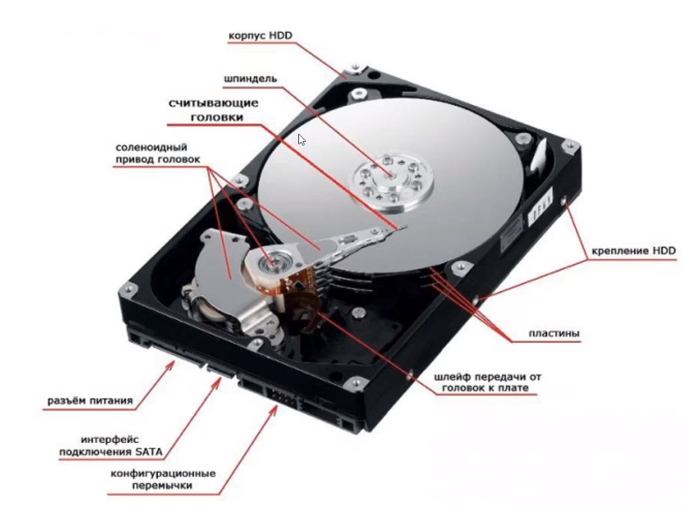 корпус HDD
шпиндель
считывающие
головки
соленоидный
привод головок
крепление HDD
пластины
шлейф передачи от
головок к плате
разъём питания
интерфейс
подключения SATA
конфигурационные
перемычки